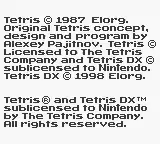 Tetris © 1987 Elorg.
Original Tetris concept,
design and program by
Alexey Pajitnov. Tetris ©
Licensed to The Tetris
Company and Tetris DX ©
sublicensed to Nintendo.
Tetris DX © 1998 Elorg.
Tetris® and Tetris DX™
sublicensed to Nintendo
by The Tetris Company.
All rights reserved.